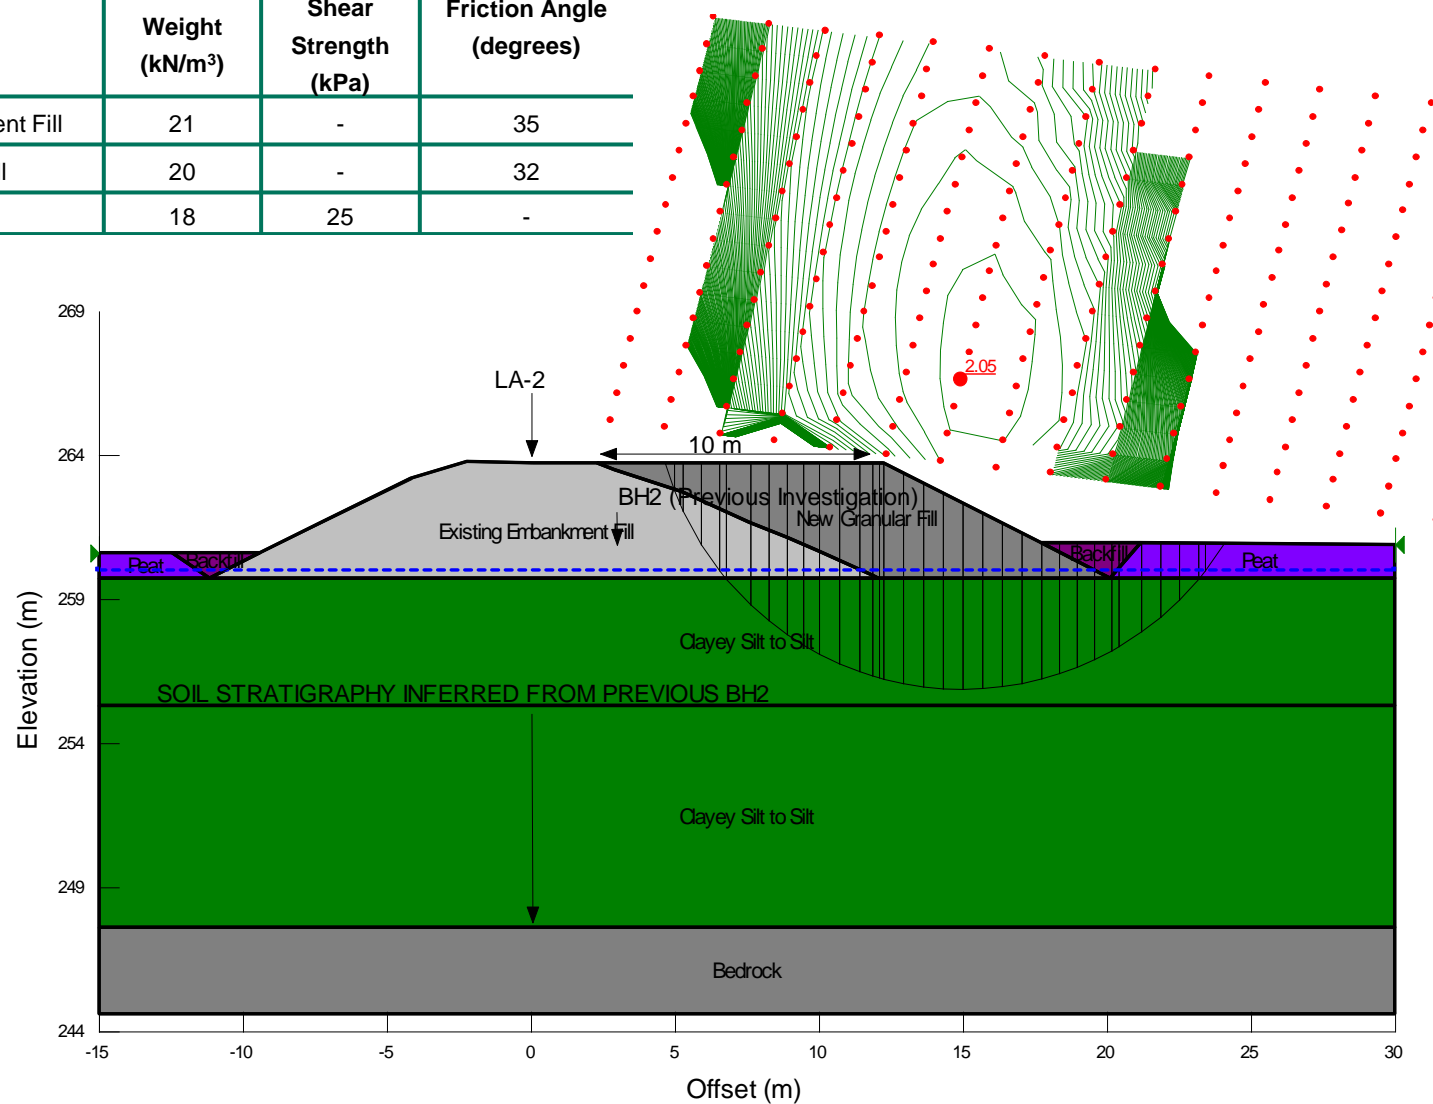 Weight
(kN/m³)
Shear
Strength
(kPa)
Friction Angle
(degrees)
ent Fill 21 - 35
l 20 - 32
18 25 -
2.05
LA-2
10 m
BH2 (Previous Investigation)
New Granular Fill
Existing Embankment Fill
Peat
Backfill
Backfill
Peat
Clayey Silt to Silt
SOIL STRATIGRAPHY INFERRED FROM PREVIOUS BH2
Clayey Silt to Silt
Bedrock
269
264
259
254
249
244
Elevation (m)
-15 -10 -5 0 5 10 15 20 25 30
Offset (m)